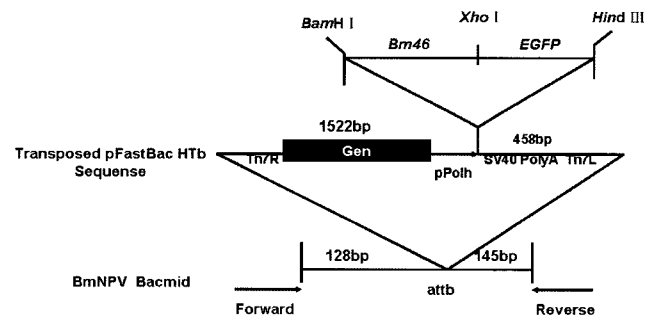 BamH I
Xho I
Hind III
Bm46
EGFP
1522bp
458bp
Transposed pFastBac HTb
Sequense
Tn7R
Gen
pPolh
SV40 PolyA
Tn7L
128bp
145bp
BmNPV Bacmid
attb
Forward
Reverse